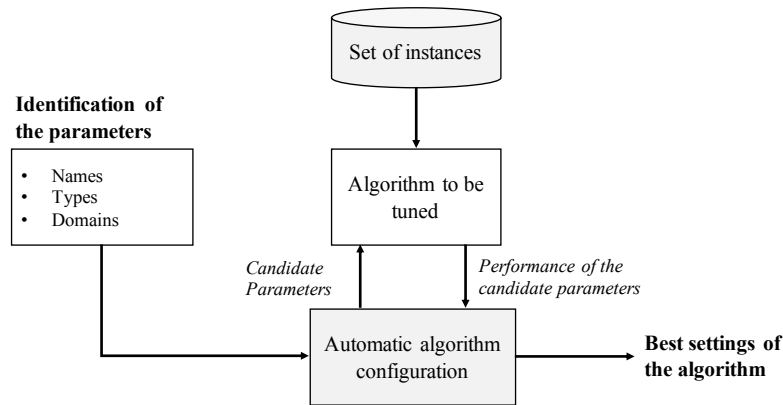 Set of instances
Identification of
the parameters
• Names
• Types
• Domains
Algorithm to be
tuned
Candidate
Parameters
Performance of the
candidate parameters
Automatic algorithm
configuration
Best settings of
the algorithm